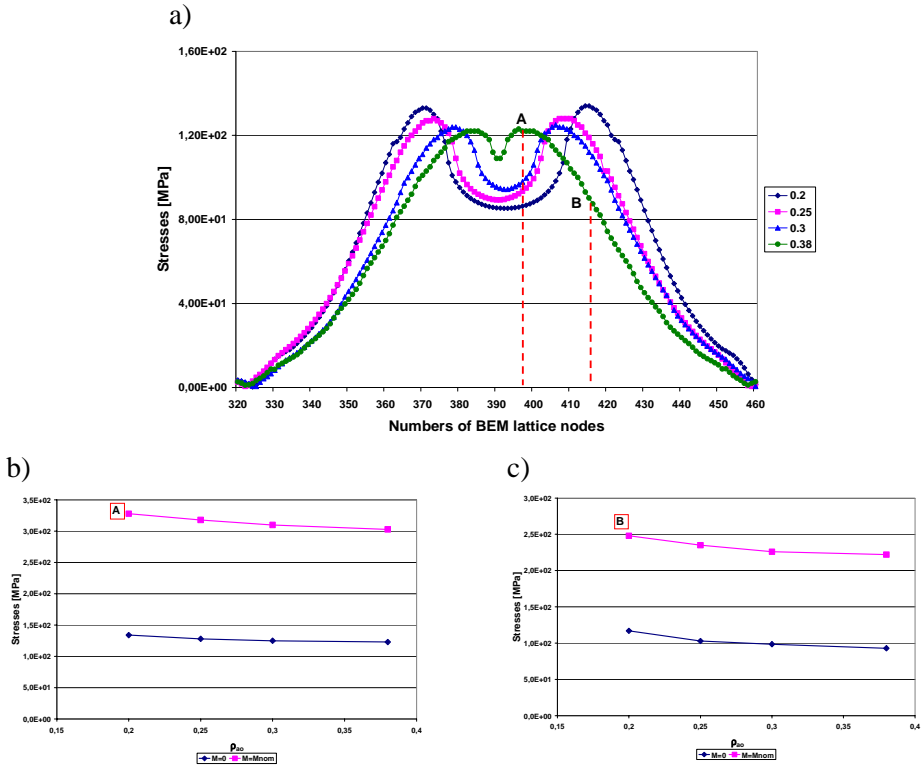 a)
1,60E+02
1,20E+02
8,00E+01
4,00E+01
0,00E+00
Stresses [MPa]
A
B
320 330 340 350 360 370 380 390 400 410 420 430 440 450 460
Numbers of BEM lattice nodes
0.2
0.25
0.3
0.38
b)
3,5E+02
3,0E+02
2,5E+02
2,0E+02
1,5E+02
1,0E+02
5,0E+01
0,0E+00
Stresses [MPa]
A
0,15 0,2 0,25 0,3 0,35 0,4
ρao
M=0 M=Mnom
c)
3,0E+02
2,5E+02
2,0E+02
1,5E+02
1,0E+02
5,0E+01
0,0E+00
Stresses [MPa]
B
0,15 0,2 0,25 0,3 0,35 0,4
ρao
M=0 M=Mnom